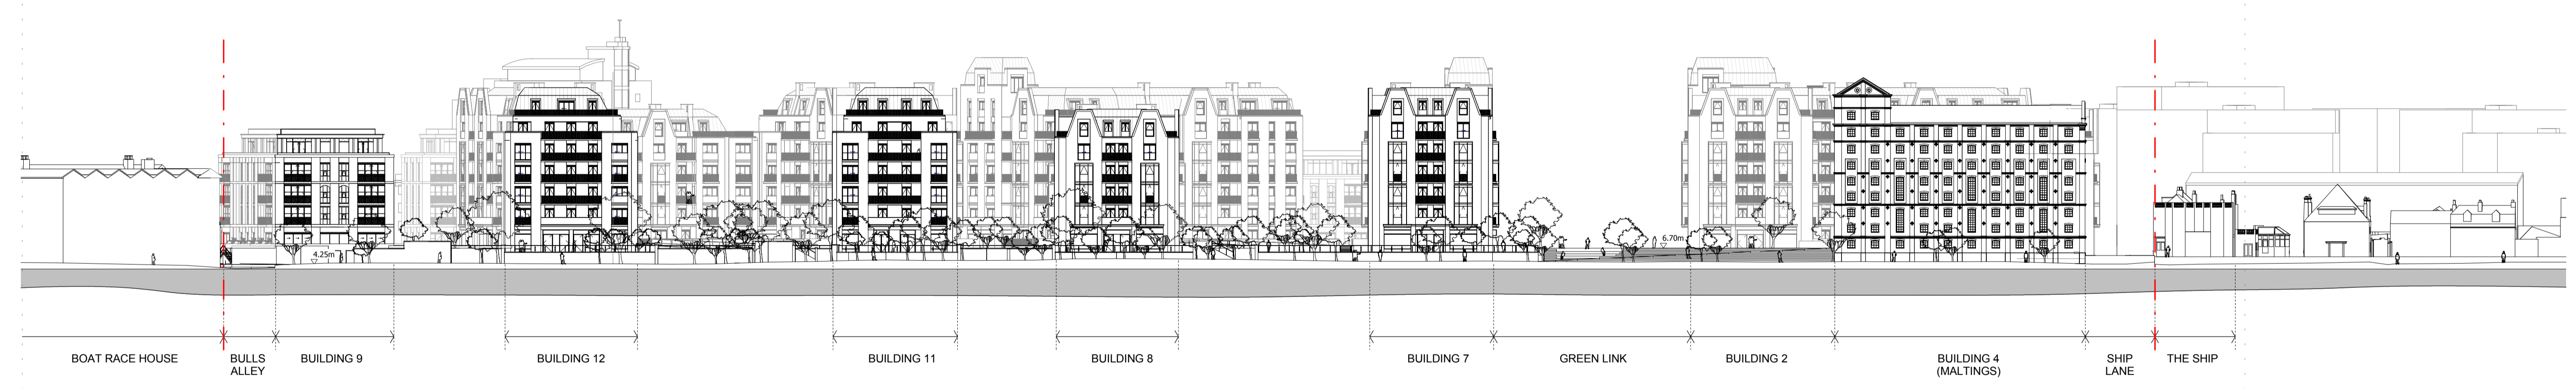 4.25m
6.70m
BOAT RACE HOUSE
BULLS
ALLEY
BUILDING 9
BUILDING 12
BUILDING 11
BUILDING 8
BUILDING 7
GREEN LINK
BUILDING 2
BUILDING 4
(MALTINGS)
SHIP
LANE
THE SHIP